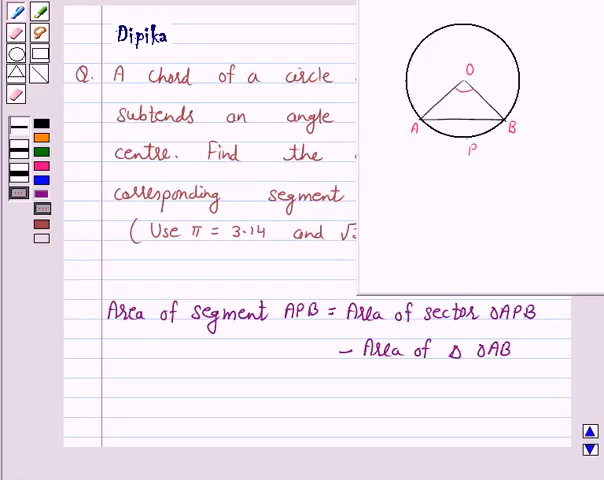 Dipika
Q. A chord of a circle
subtends an angle
centre. Find the
corresponding segment
(Use π = 3.14 and √3
O
A
B
P
Area of segment APB = Area of sector OAPB
- Area of Δ OAB